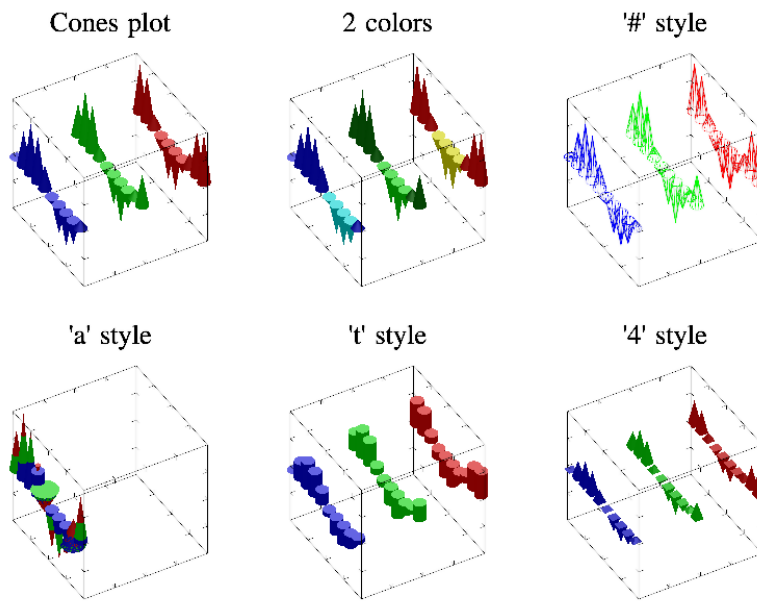 Cones plot
2 colors
'#' style
'a' style
't' style
'4' style